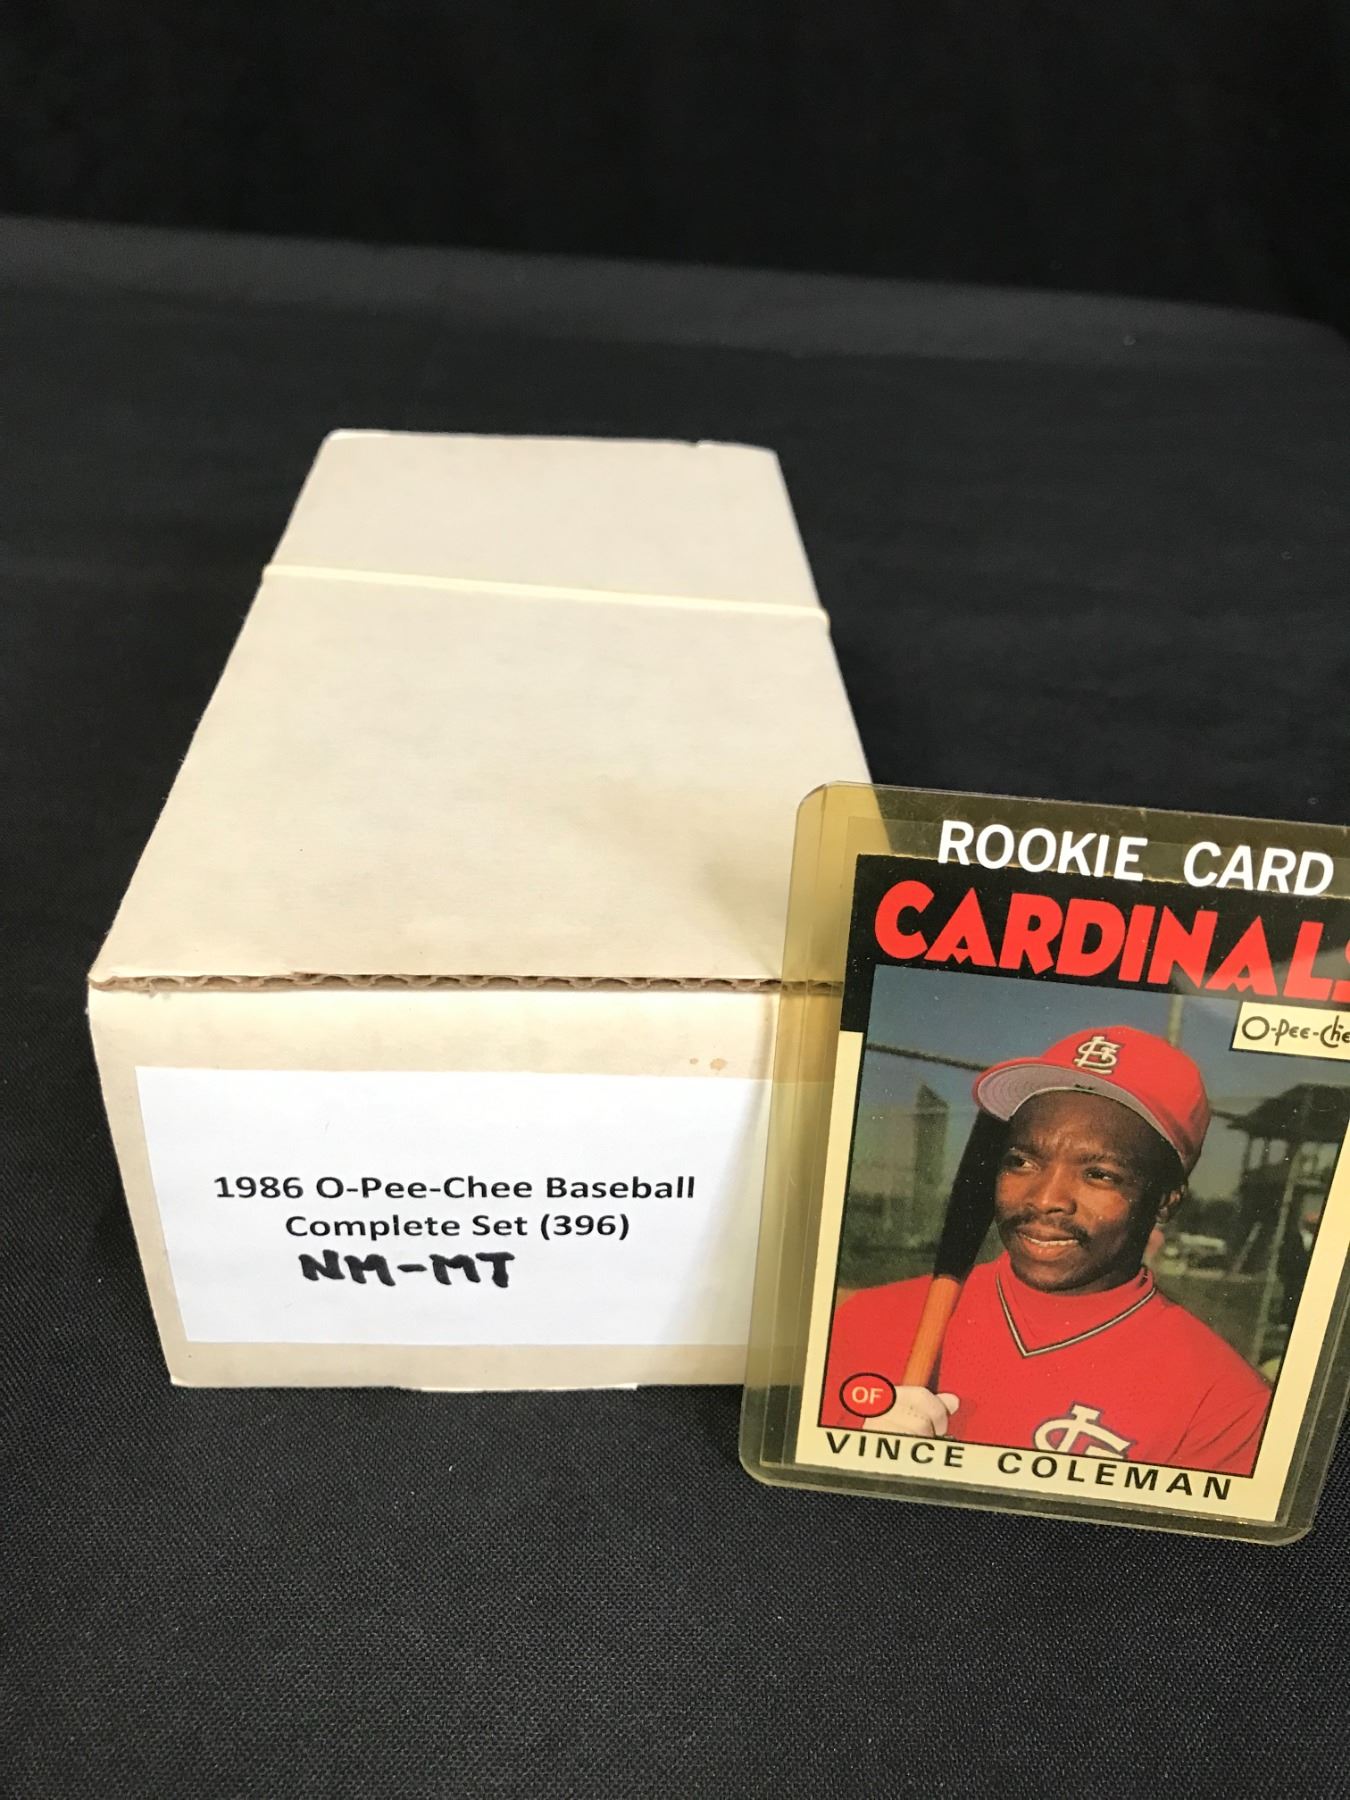 1986 O-Pee-Chee Baseball
Complete Set (396)
NM-MT
ROOKIE CARD
CARDINALS
O-Pee-Chee
OF
VINCE COLEMAN